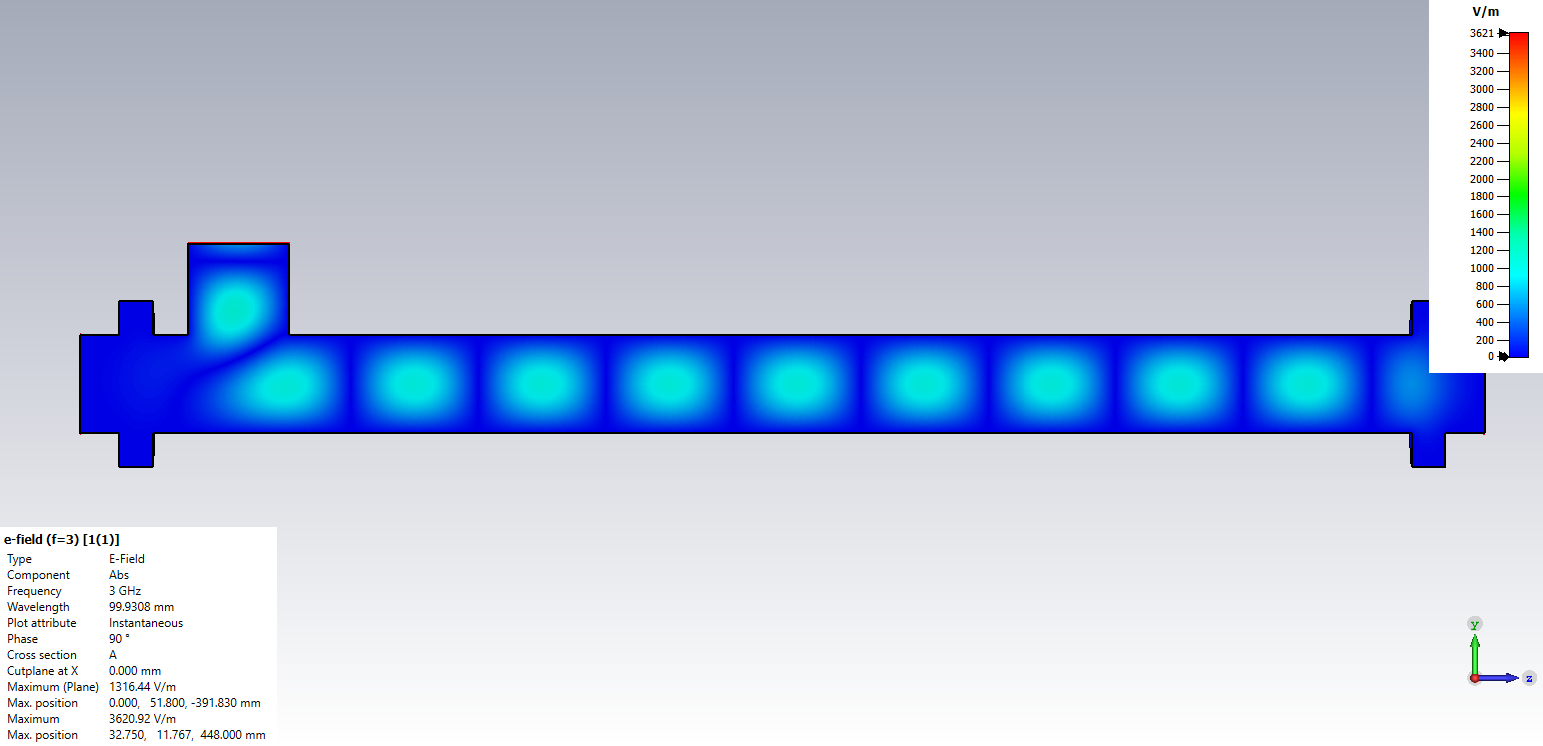 V/m
3621
3400
3200
3000
2800
2600
2400
2200
2000
1800
1600
1400
1200
1000
800
600
400
200
0
e-field (f=3) [1(1)]
Type E-Field
Component Abs
Frequency 3 GHz
Wavelength 99.9308 mm
Plot attribute Instantaneous
Phase 90 °
Cross section A
Cutplane at X 0.000 mm
Maximum (Plane) 1316.44 V/m
Max. position 0.000, 51.800, -391.830 mm
Maximum 3620.92 V/m
Max. position 32.750, 11.767, 448.000 mm
y
z